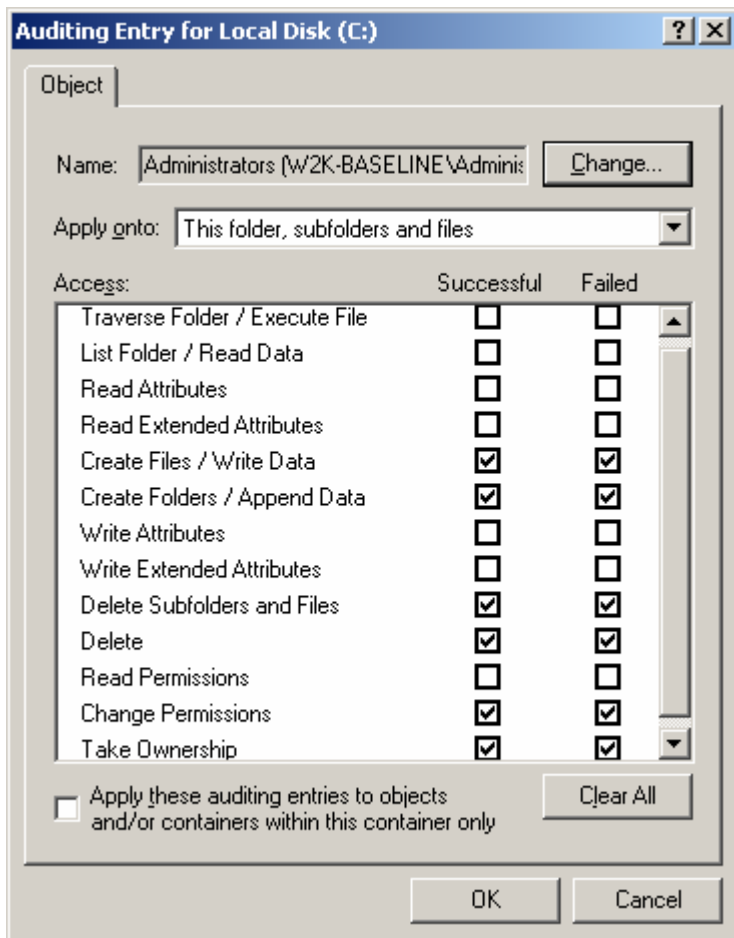 Auditing Entry for Local Disk (C:)
Object
Name: Administrators (W2K-BASELINE\Adminis Change...
Apply onto: This folder, subfolders and files
Access: Successful Failed
Traverse Folder / Execute File
List Folder / Read Data
Read Attributes
Read Extended Attributes
Create Files / Write Data
Create Folders / Append Data
Write Attributes
Write Extended Attributes
Delete Subfolders and Files
Delete
Read Permissions
Change Permissions
Take Ownership
Apply these auditing entries to objects Clear All
and/or containers within this container only
OK Cancel